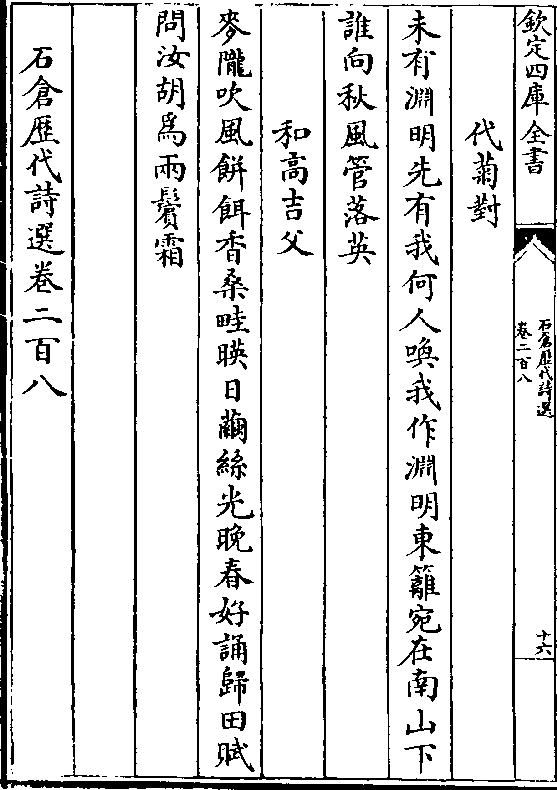 欽定四庫全書
石倉歴代詩選
卷二百八
十六
代菊對
未有淵明先有我何人喚我作淵明東籬宛在南山下
誰向秋風管落英
和高吉父
麥隴吹風餅餌香桑畦暎日繭絲光晚春好誦歸田賦
問汝胡爲兩鬢霜
石倉歴代詩選卷二百八